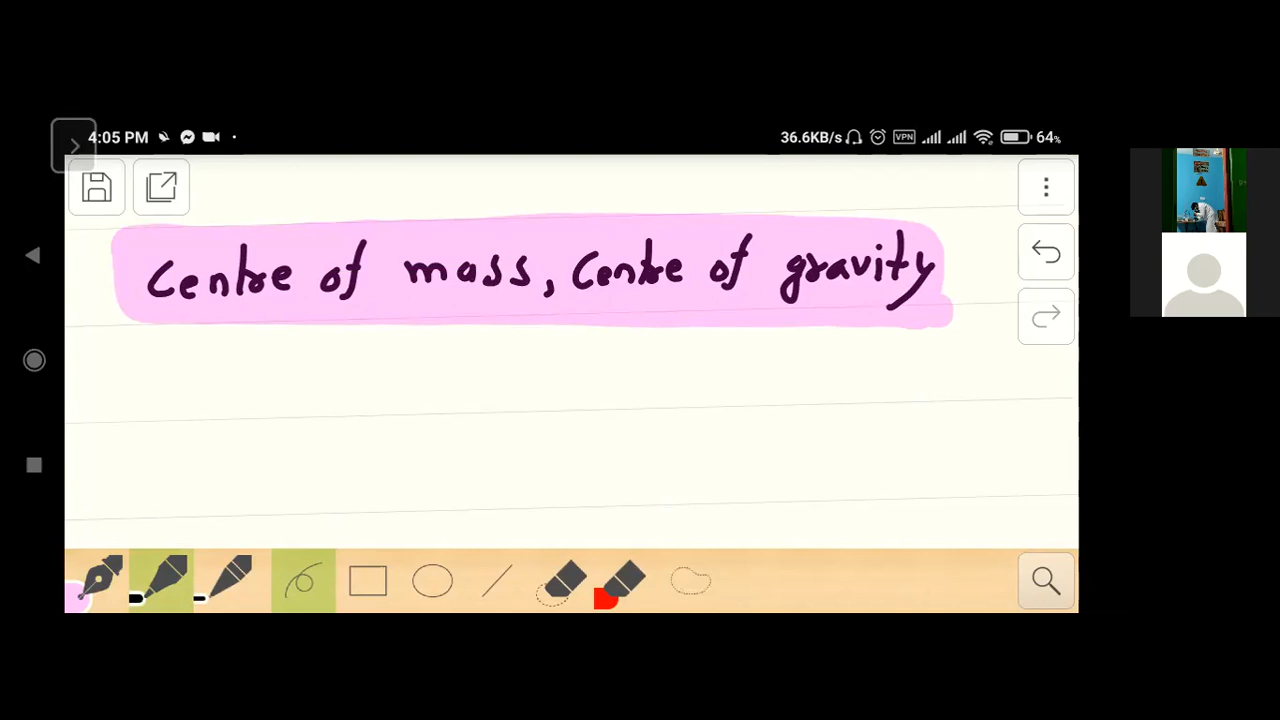 4:05 PM
36.6KB/s VPN 64%
Centre of mass, Centre of gravity